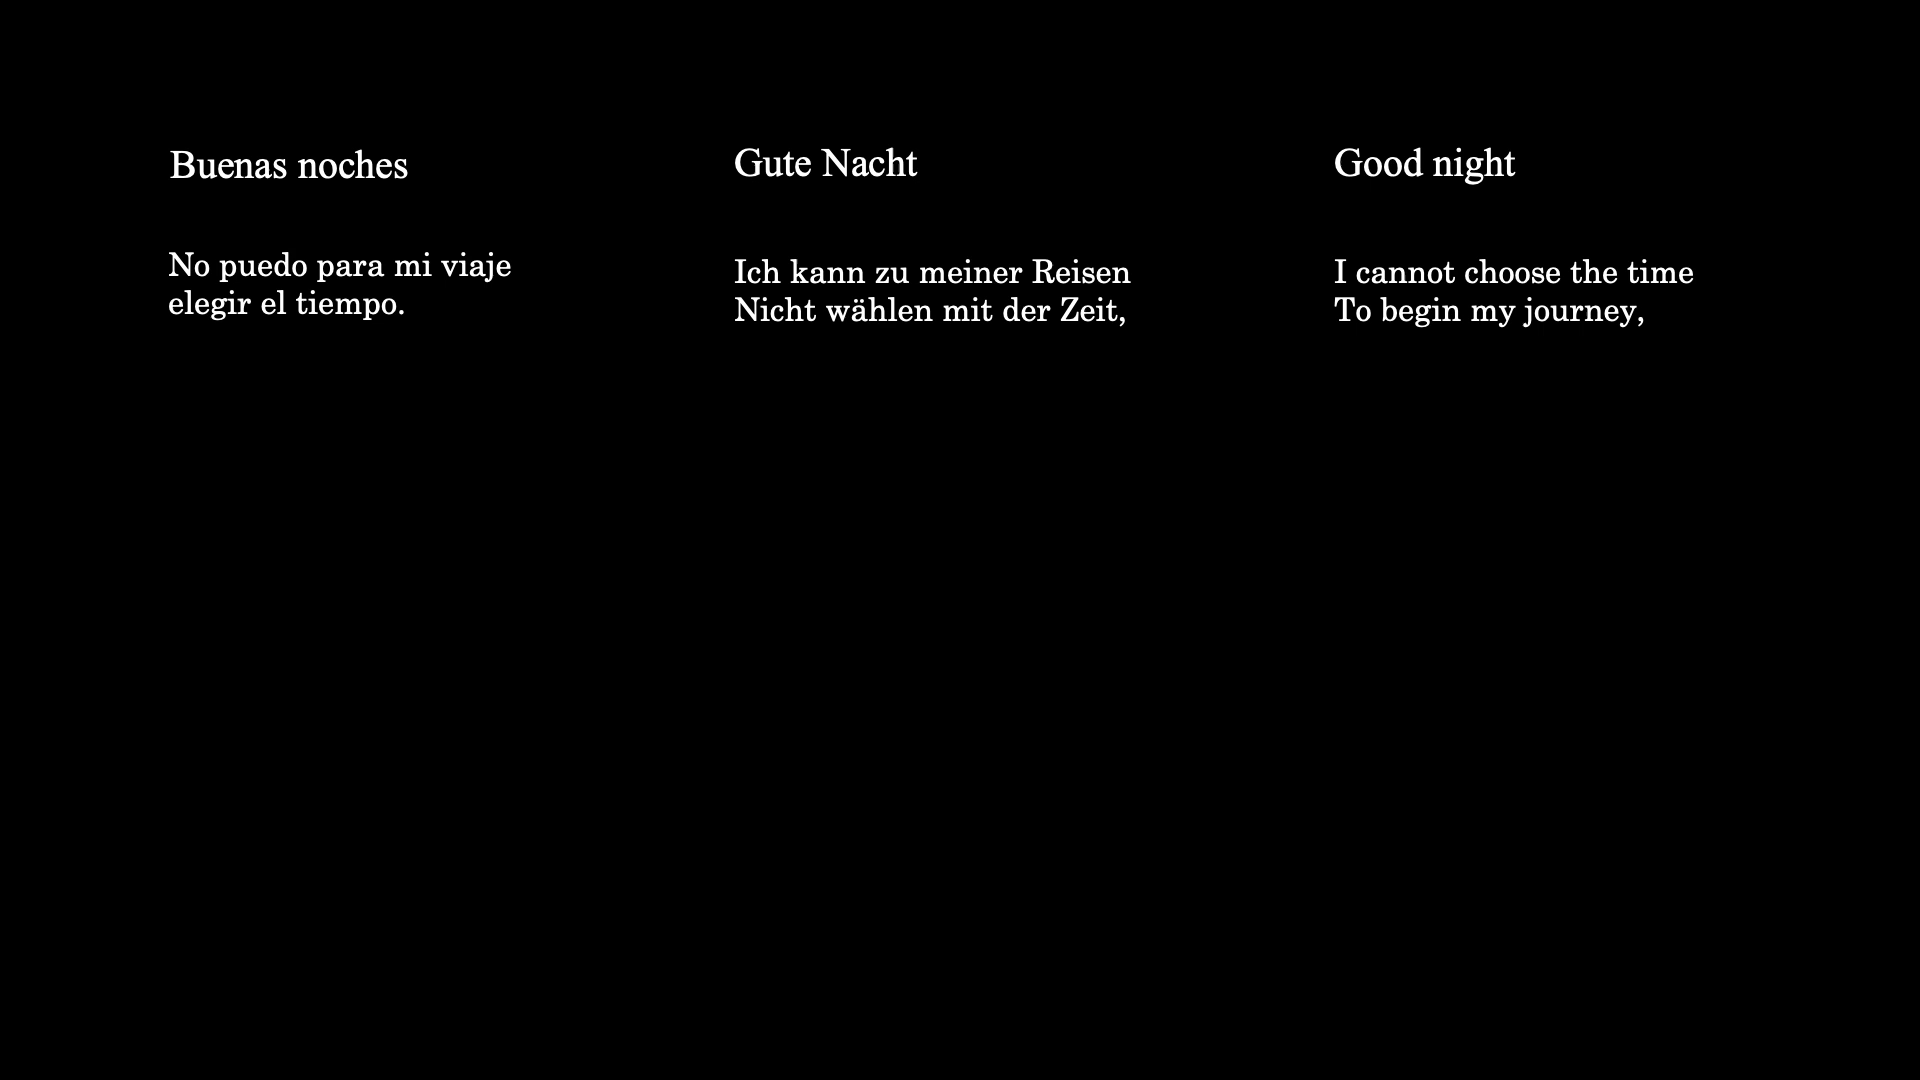 Buenas noches
No puedo para mi viaje
elegir el tiempo.
Gute Nacht
Ich kann zu meiner Reisen
Nicht wählen mit der Zeit,
Good night
I cannot choose the time
To begin my journey,